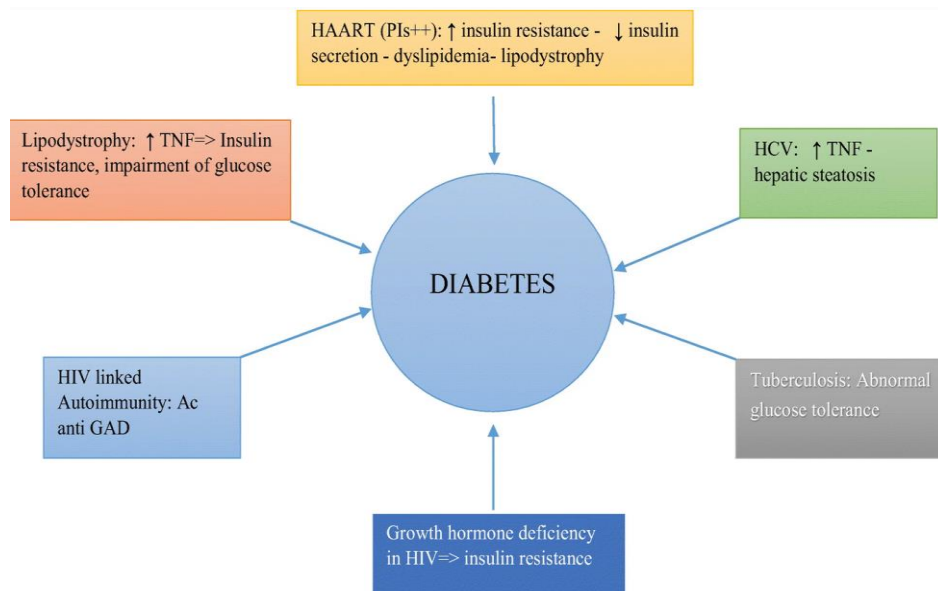 HAART (PIs++): ↑ insulin resistance - ↓ insulin
secretion - dyslipidemia- lipodystrophy
Lipodystrophy: ↑ TNF=> Insulin
resistance, impairment of glucose
tolerance
HCV: ↑ TNF -
hepatic steatosis
DIABETES
HIV linked
Autoimmunity: Ac
anti GAD
Tuberculosis: Abnormal
glucose tolerance
Growth hormone deficiency
in HIV=> insulin resistance